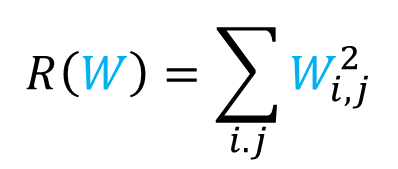 R(W) = ∑_{i.j} W_{i,j}^2